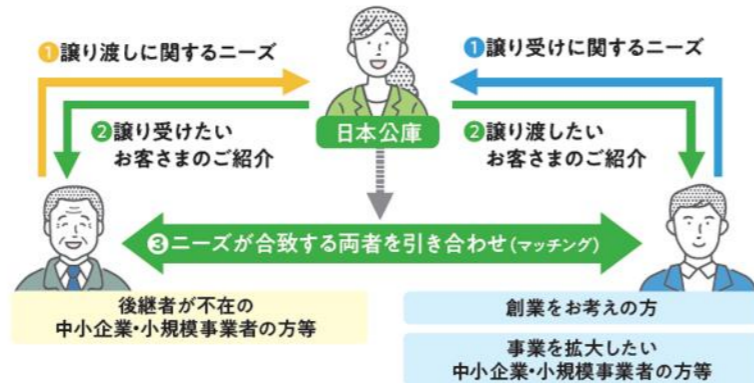 ❶譲り渡しに関するニーズ
❶譲り受けに関するニーズ
❷譲り受けたい
お客さまのご紹介
日本公庫
❷譲り渡したい
お客さまのご紹介
❸ニーズが合致する両者を引き合わせ(マッチング)
後継者が不在の
中小企業・小規模事業者の方等
創業をお考えの方
事業を拡大したい
中小企業・小規模事業者の方等